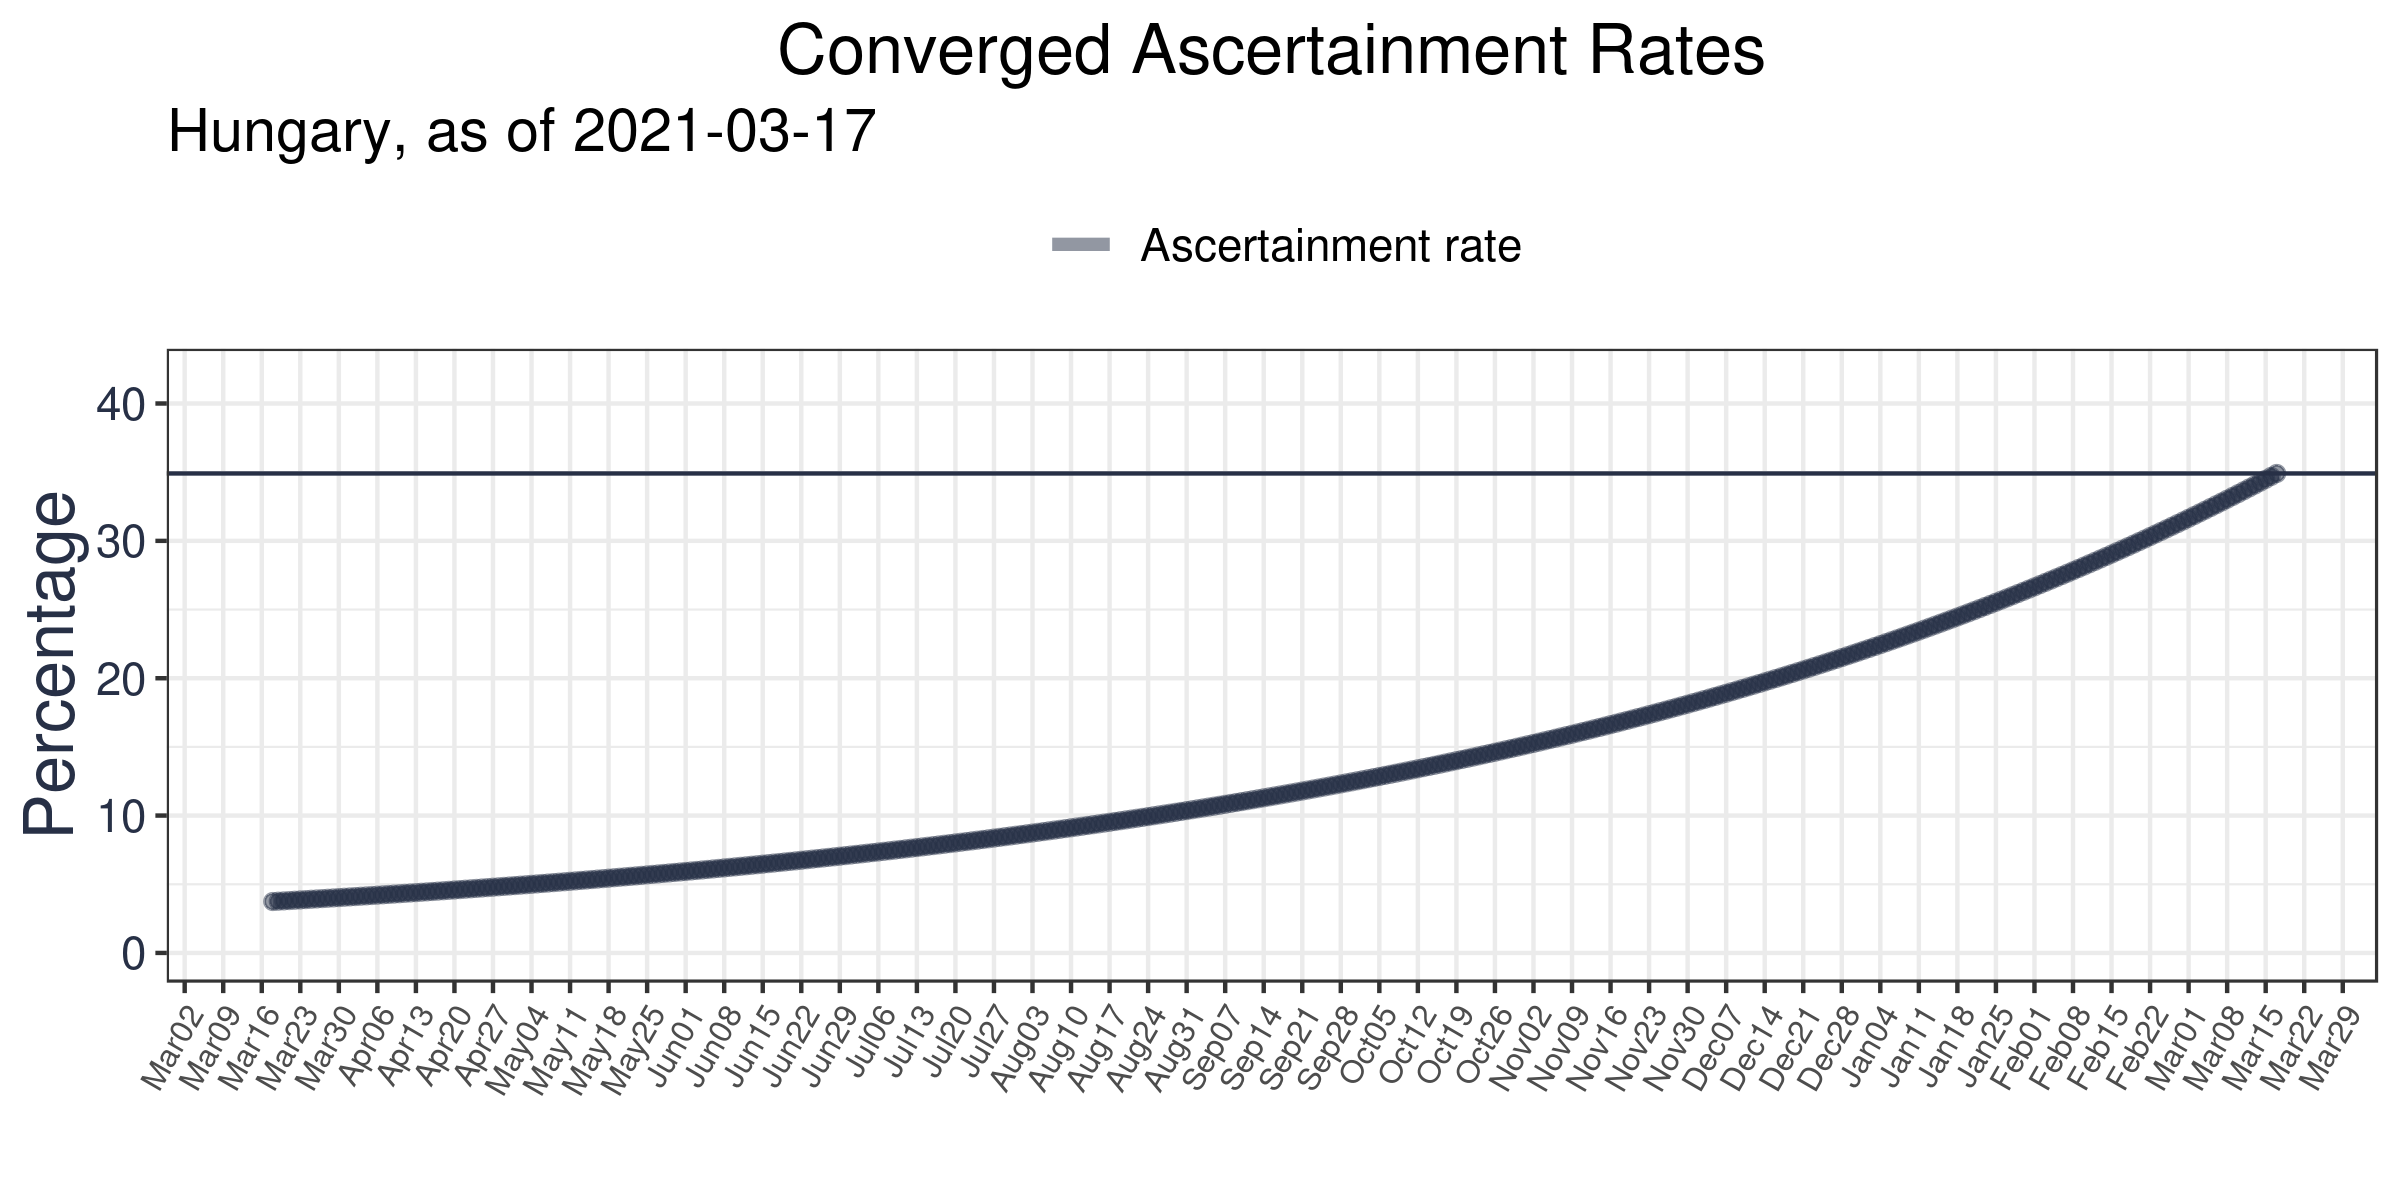 Converged Ascertainment Rates
Hungary, as of 2021-03-17
Ascertainment rate
Percentage
40
30
20
10
0
Mar02
Mar09
Mar16
Mar23
Mar30
Apr06
Apr13
Apr20
Apr27
May04
May11
May18
May25
Jun01
Jun08
Jun15
Jun22
Jun29
Jul06
Jul13
Jul20
Jul27
Aug03
Aug10
Aug17
Aug24
Aug31
Sep07
Sep14
Sep21
Sep28
Oct05
Oct12
Oct19
Oct26
Nov02
Nov09
Nov16
Nov23
Nov30
Dec07
Dec14
Dec21
Dec28
Jan04
Jan11
Jan18
Jan25
Feb01
Feb08
Feb15
Feb22
Mar01
Mar08
Mar15
Mar22
Mar29